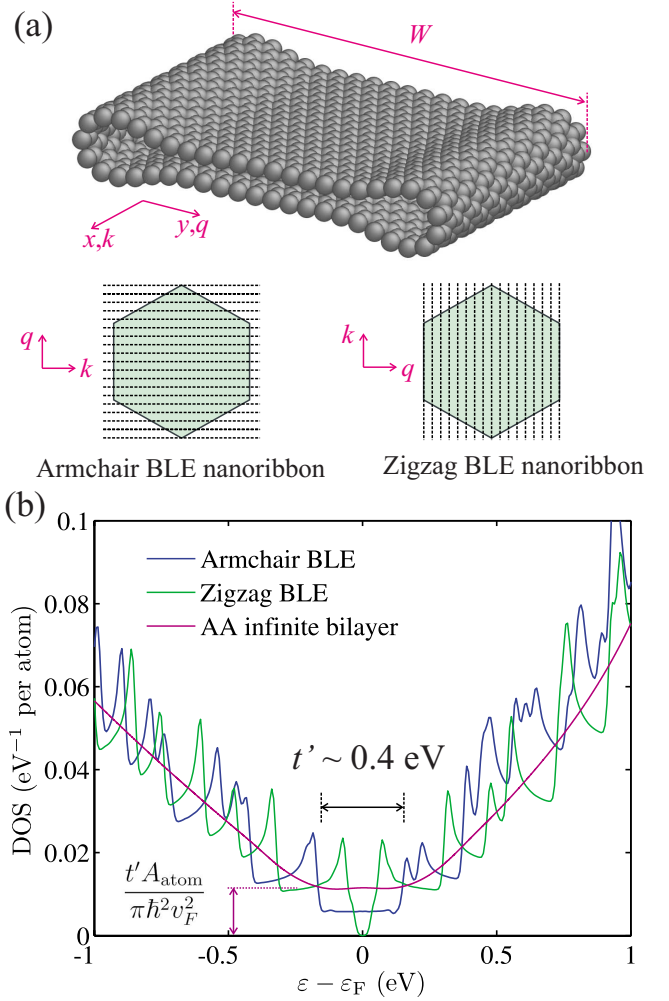 (a)
W
x,k
y,q
q
k
k
q
Armchair BLE nanoribbon
Zigzag BLE nanoribbon
(b)
0.1
0.08
0.06
0.04
0.02
0
DOS (eV⁻¹ per atom)
Armchair BLE
Zigzag BLE
AA infinite bilayer
t' ~ 0.4 eV
t′A_atom
πħ²v_F²
-1
-0.5
0
0.5
1
ε − ε_F (eV)